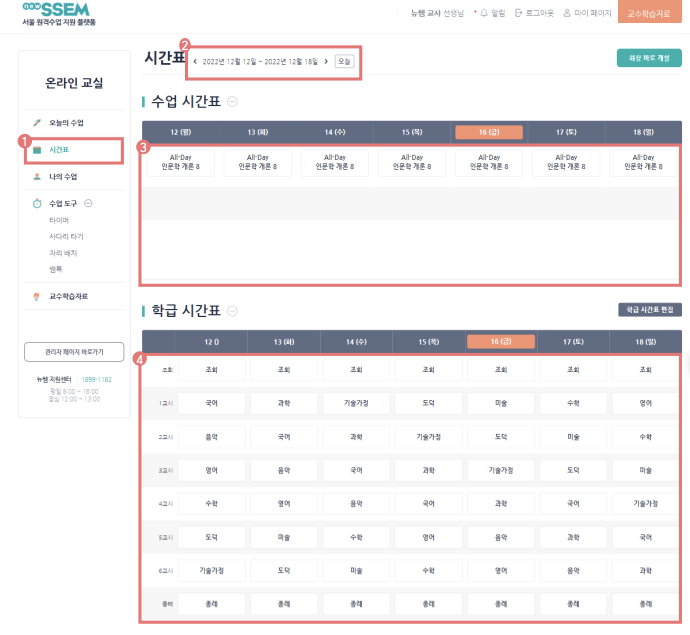 new SSEM
서울 원격수업 지원 플랫폼
뉴쌤 교사 선생님 알림 로그아웃 마이 페이지 교수학습자료
온라인 교실
오늘의 수업
1
시간표
나의 수업
수업 도구
타이머
사다리 타기
자리 배치
쌤톡
교수학습자료
관리자 페이지 바로가기
뉴쌤 지원센터 1899-1162
평일 8:00 ~ 18:00
점심 12:00 ~ 13:00
시간표
2
2022년 12월 12일 ~ 2022년 12월 18일 오늘
화상 바로 개설
수업 시간표
12 (월) 13 (화) 14 (수) 15 (목) 16 (금) 17 (토) 18 (일)
3
All-Day All-Day All-Day All-Day All-Day All-Day All-Day
인문학 개론 8 인문학 개론 8 인문학 개론 8 인문학 개론 8 인문학 개론 8 인문학 개론 8 인문학 개론 8
학급 시간표
학급 시간표 편집
12 () 13 (화) 14 (수) 15 (목) 16 (금) 17 (토) 18 (일)
4
조회 조회 조회 조회 조회 조회 조회 조회
1교시 국어 과학 기술가정 도덕 미술 수학 영어
2교시 음악 국어 과학 기술가정 도덕 미술 수학
3교시 영어 음악 국어 과학 기술가정 도덕 미술
4교시 수학 영어 음악 국어 과학 국어 기술가정
5교시 도덕 미술 수학 영어 음악 과학 국어
6교시 기술가정 도덕 미술 수학 영어 음악 과학
종례 종례 종례 종례 종례 종례 종례 종례